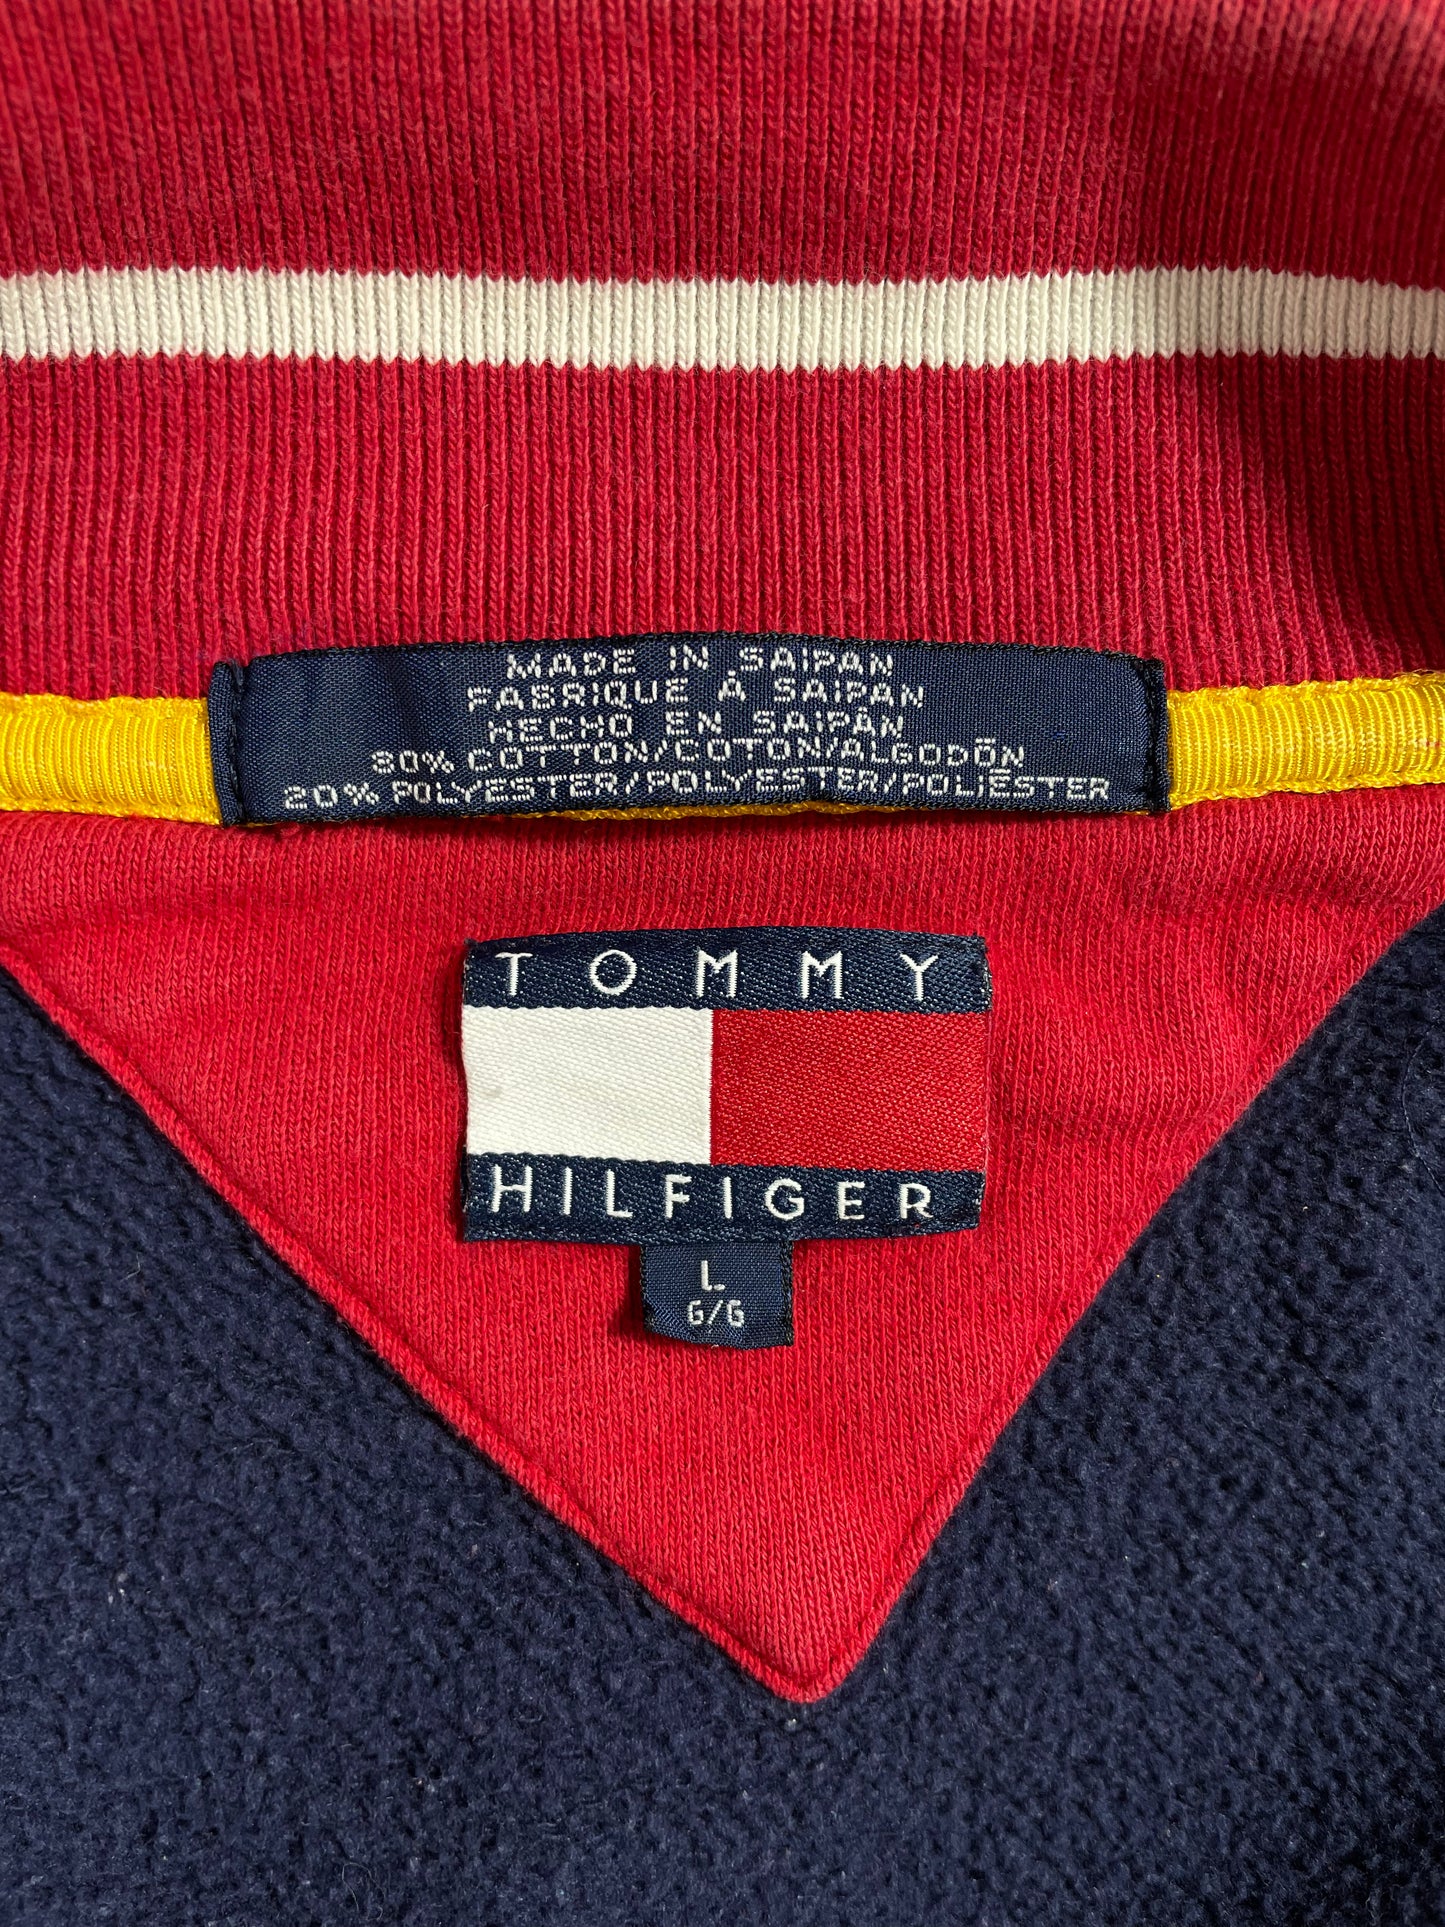 MADE IN SAIPAN
FABRIQUE À SAIPAN
HECHO EN SAIPAN
80% COTTON/COTON/ALGODÓN
20% POLYESTER/POLYESTER/POLIÉSTER
TOMMY
HILFIGER
L
G/G